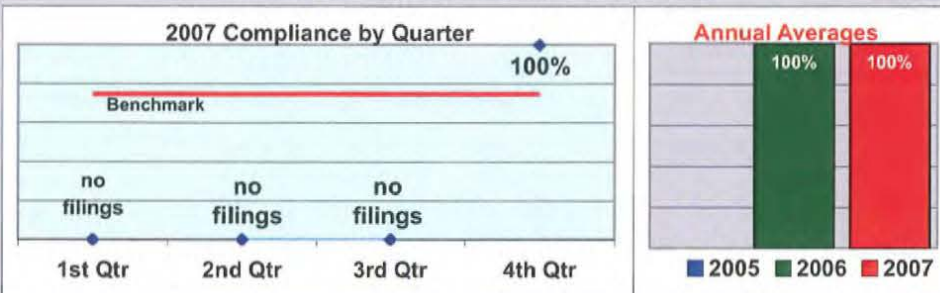 2007 Compliance by Quarter
100%
Benchmark
no
filings
no
filings
no
filings
1st Qtr
2nd Qtr
3rd Qtr
4th Qtr
Annual Averages
100%
100%
2005
2006
2007